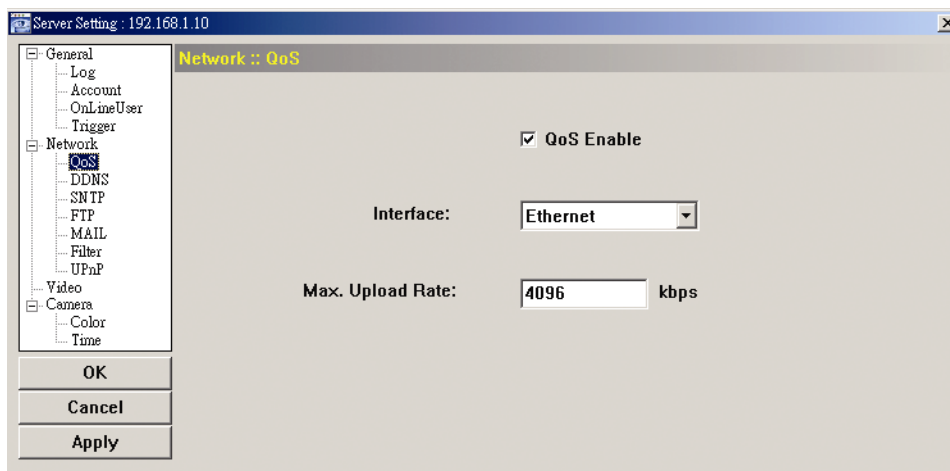 Server Setting : 192.168.1.10
General
Log
Account
OnLineUser
Trigger
Network
QoS
DDNS
SNTP
FTP
MAIL
Filter
UPnP
Video
Camera
Color
Time
OK
Cancel
Apply
Network :: QoS
QoS Enable
Interface: Ethernet
Max. Upload Rate: 4096 kbps